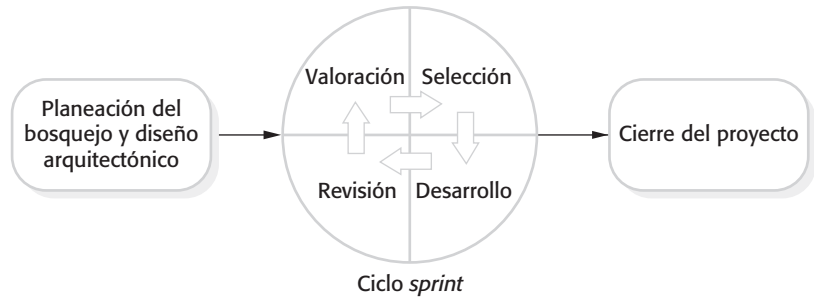 Planeación del
bosquejo y diseño
arquitectónico
Valoración
Selección
Revisión
Desarrollo
Cierre del proyecto
Ciclo sprint